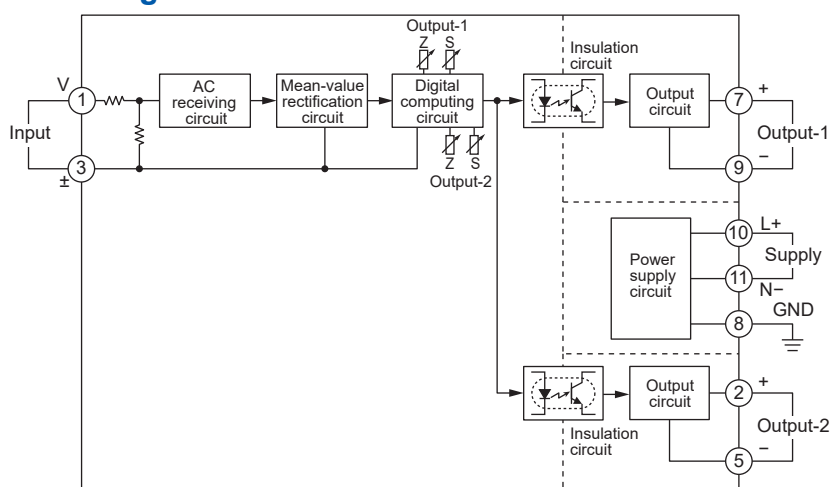 Output-1
Z S
Insulation
circuit
V
1
AC
receiving
circuit
Mean-value
rectification
circuit
Digital
computing
circuit
Output
circuit
7
+
Input
Output-1
3
±
Z S
Output-2
9
−
10
L+
Power
supply
circuit
Supply
11
N−
GND
8
Output
circuit
2
+
Insulation
circuit
Output-2
5
−